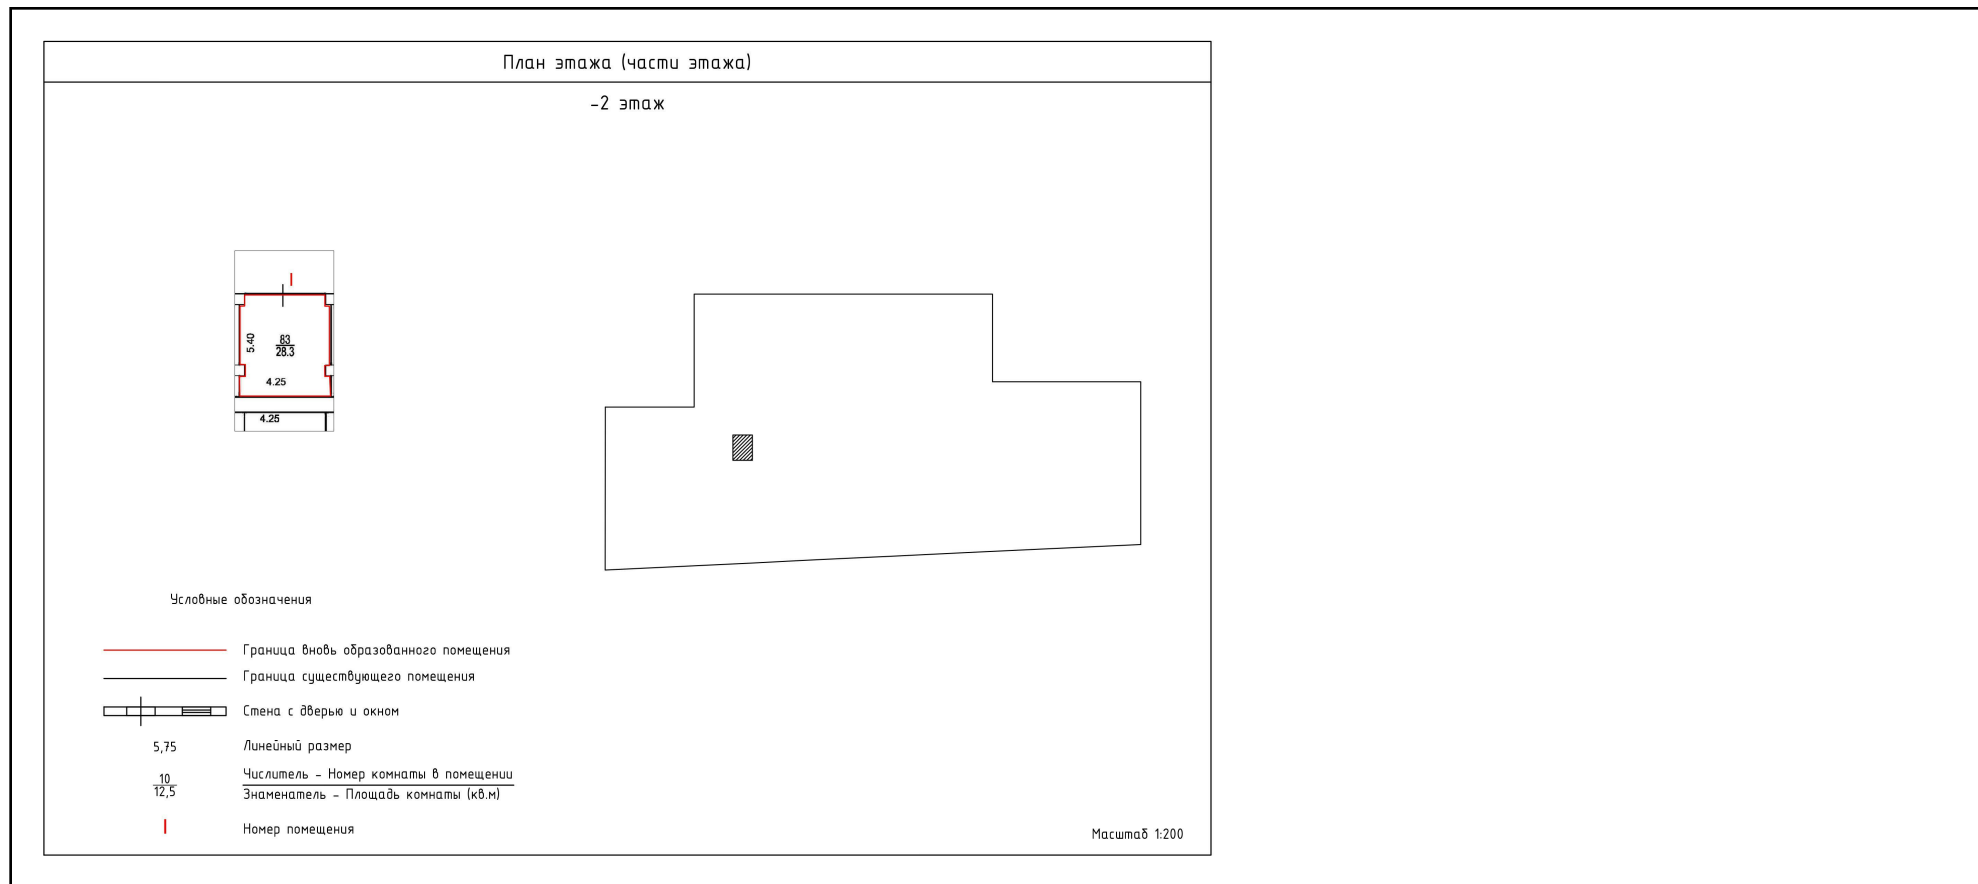 План этажа (части этажа)
-2 этаж
I
5.40
83
28.3
4.25
4.25
Условные обозначения
Граница вновь образованного помещения
Граница существующего помещения
Стена с дверью и окном
5,75 Линейный размер
10 Числитель - Номер комнаты в помещении
12,5 Знаменатель - Площадь комнаты (кв.м)
I Номер помещения
Масштаб 1:200